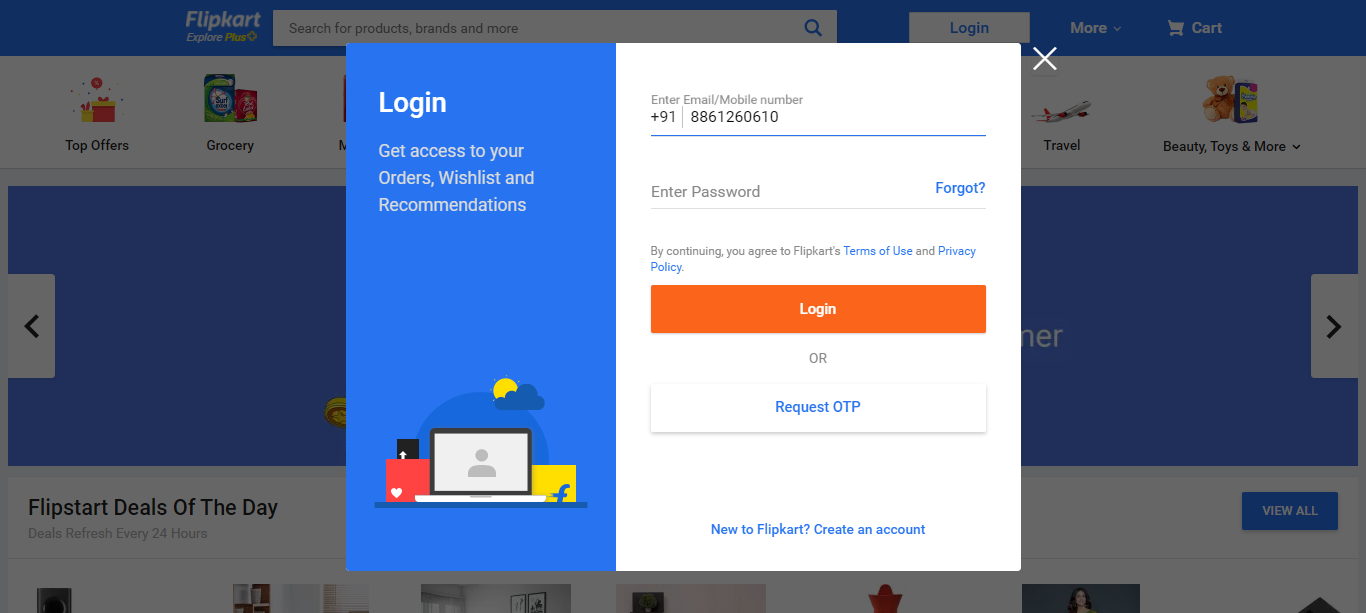 Flipkart
Explore Plus
Search for products, brands and more
Login
More
Cart
Top Offers
Grocery
M
Travel
Beauty, Toys & More
Login
Get access to your
Orders, Wishlist and
Recommendations
Enter Email/Mobile number
+91 8861260610
Enter Password
Forgot?
By continuing, you agree to Flipkart's Terms of Use and Privacy
Policy.
Login
OR
Request OTP
New to Flipkart? Create an account
mer
Flipstart Deals Of The Day
Deals Refresh Every 24 Hours
VIEW ALL